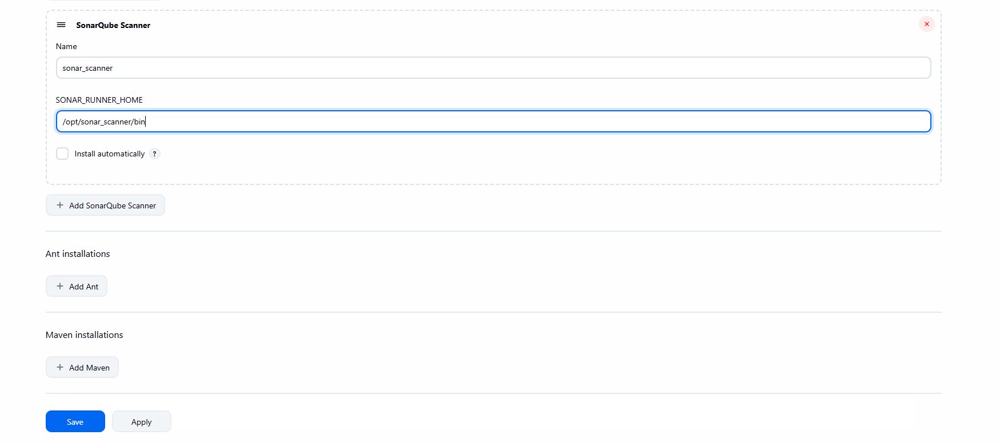 SonarQube Scanner
Name
sonar_scanner
SONAR_RUNNER_HOME
/opt/sonar_scanner/bin
Install automatically ?
Add SonarQube Scanner
Ant installations
Add Ant
Maven installations
Add Maven
Save Apply